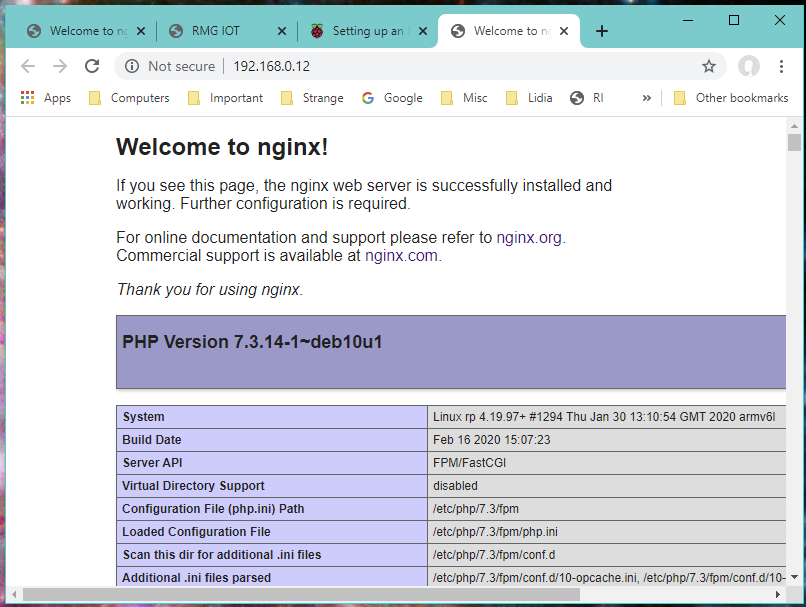 Welcome to ng
RMG IOT
Setting up an
Welcome to ng
Not secure | 192.168.0.12
Apps Computers Important Strange Google Misc Lidia RI » Other bookmarks
Welcome to nginx!
If you see this page, the nginx web server is successfully installed and
working. Further configuration is required.
For online documentation and support please refer to nginx.org.
Commercial support is available at nginx.com.
Thank you for using nginx.
PHP Version 7.3.14-1~deb10u1
System Linux rp 4.19.97+ #1294 Thu Jan 30 13:10:54 GMT 2020 armv6l
Build Date Feb 16 2020 15:07:23
Server API FPM/FastCGI
Virtual Directory Support disabled
Configuration File (php.ini) Path /etc/php/7.3/fpm
Loaded Configuration File /etc/php/7.3/fpm/php.ini
Scan this dir for additional .ini files /etc/php/7.3/fpm/conf.d
Additional .ini files parsed /etc/php/7.3/fpm/conf.d/10-opcache.ini, /etc/php/7.3/fpm/conf.d/10-